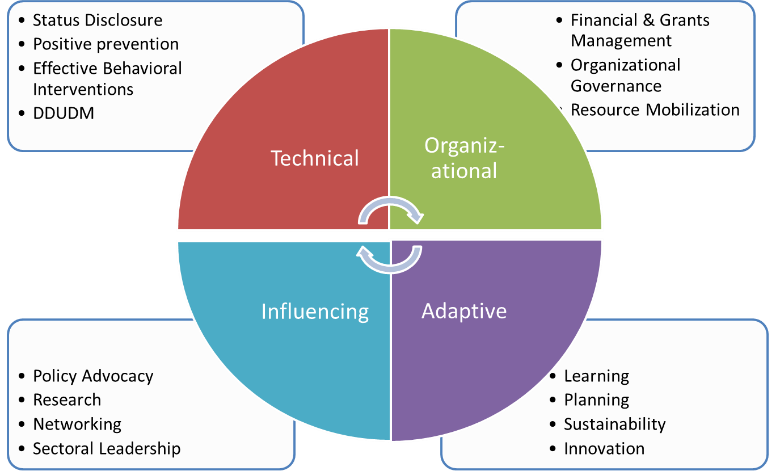 • Status Disclosure
• Positive prevention
• Effective Behavioral
Interventions
• DDUDM
• Financial & Grants
Management
• Organizational
Governance
• Resource Mobilization
Technical
Organiz-
ational
Influencing
Adaptive
• Policy Advocacy
• Research
• Networking
• Sectoral Leadership
• Learning
• Planning
• Sustainability
• Innovation